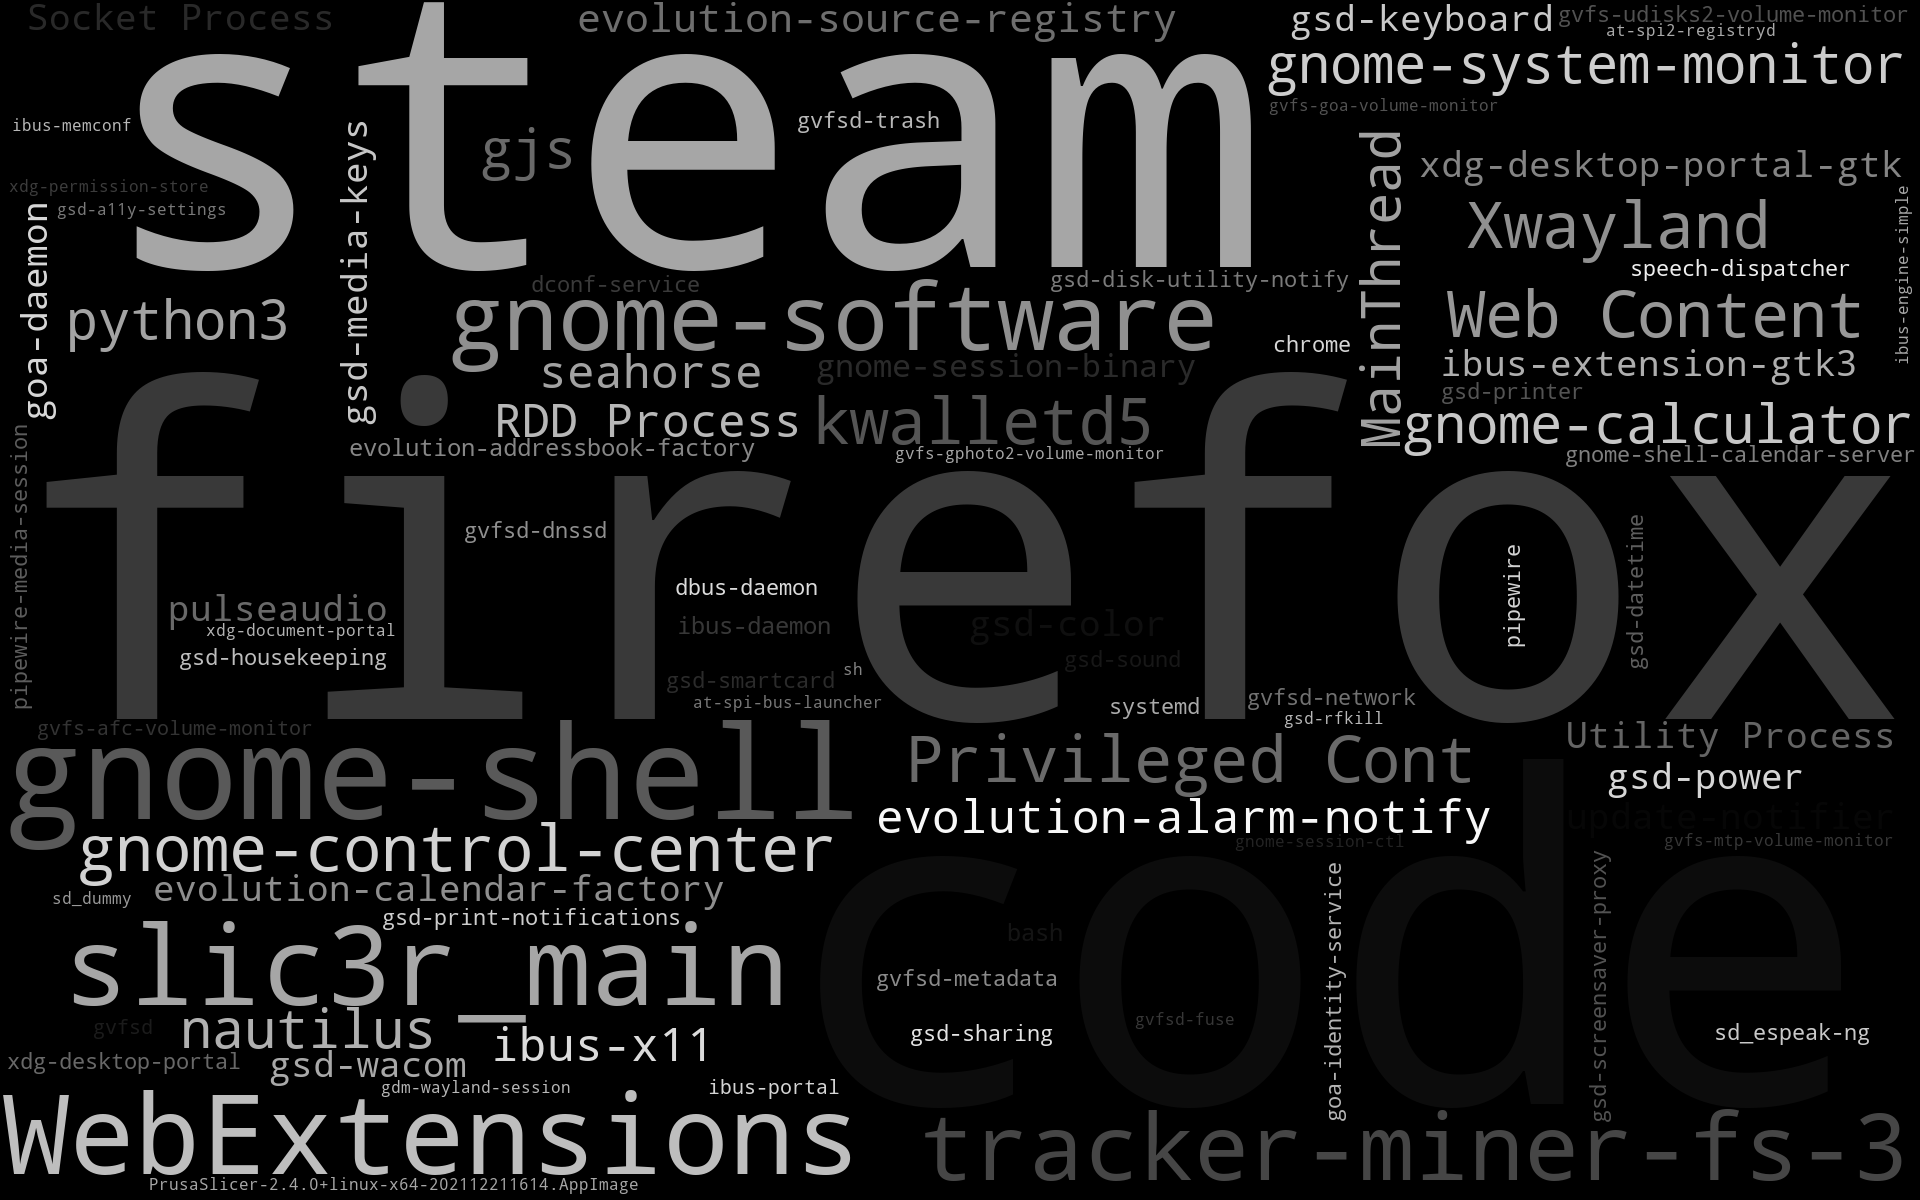 Socket Process
evolution-source-registry
gsd-keyboard
gvfs-udisks2-volume-monitor
at-spi2-registryd
steam
gnome-system-monitor
gvfs-goa-volume-monitor
ibus-memconf
gvfsd-trash
gjs
gsd-media-keys
MainThread
xdg-desktop-portal-gtk
xdg-permission-store
gsd-a11y-settings
goa-daemon
Xwayland
ibus-engine-simple
speech-dispatcher
dconf-service
gsd-disk-utility-notify
python3
gnome-software
Web Content
chrome
seahorse
gnome-session-binary
ibus-extension-gtk3
gsd-printer
RDD Process
kwalletd5
gnome-calculator
evolution-addressbook-factory
gvfs-gphoto2-volume-monitor
gnome-shell-calendar-server
pipewire-media-session
firefox
gvfsd-dnssd
pipewire
gsd-datetime
dbus-daemon
pulseaudio
xdg-document-portal
ibus-daemon
gsd-color
gsd-housekeeping
gsd-sound
sh
gsd-smartcard
at-spi-bus-launcher
systemd
gvfsd-network
gsd-rfkill
gvfs-afc-volume-monitor
gnome-shell
Privileged Cont
Utility Process
gsd-power
evolution-alarm-notify
update-notifier
gnome-session-ctl
gvfs-mtp-volume-monitor
gnome-control-center
evolution-calendar-factory
sd_dummy
gsd-print-notifications
code
bash
goa-identity-service
gsd-screensaver-proxy
slic3r_main
gvfsd-metadata
gvfsd
nautilus
ibus-x11
gvfsd-fuse
gsd-sharing
sd_espeak-ng
xdg-desktop-portal
gsd-wacom
gdm-wayland-session
ibus-portal
WebExtensions
tracker-miner-fs-3
PrusaSlicer-2.4.0+linux-x64-202112211614.AppImage